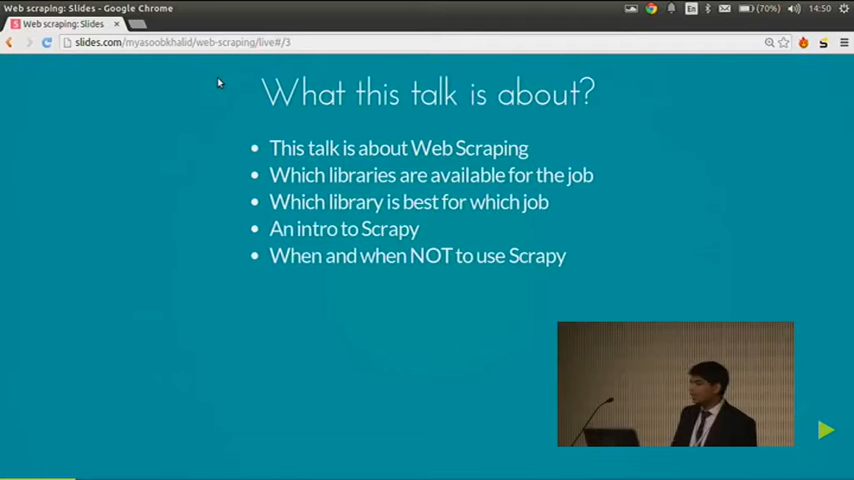 Web scraping: Slides - Google Chrome
En
(70%)
14:50
Web scraping: Slides
slides.com/myasoobkhalid/web-scraping/live#/3
What this talk is about?
This talk is about Web Scraping
Which libraries are available for the job
Which library is best for which job
An intro to Scrapy
When and when NOT to use Scrapy